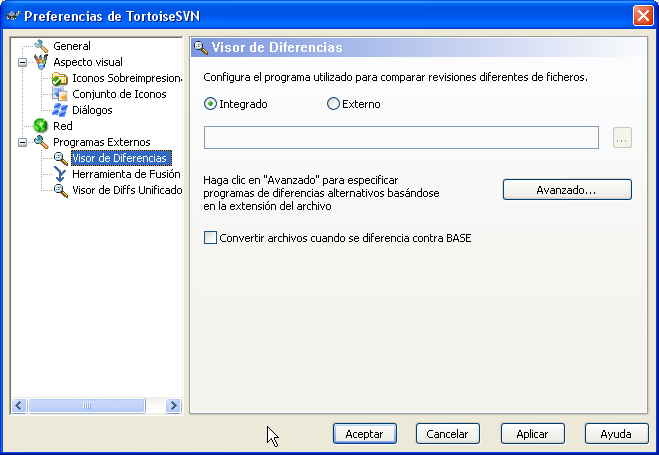 Preferencias de TortoiseSVN
General
Aspecto visual
Iconos Sobreimpresion
Conjunto de Iconos
Diálogos
Red
Programas Externos
Visor de Diferencias
Herramienta de Fusión
Visor de Diffs Unificado
Visor de Diferencias
Configura el programa utilizado para comparar revisiones diferentes de ficheros.
Integrado
Externo
...
Haga clic en "Avanzado" para especificar
programas de diferencias alternativos basándose
en la extensión del archivo
Avanzado...
Convertir archivos cuando se diferencia contra BASE
Aceptar
Cancelar
Aplicar
Ayuda